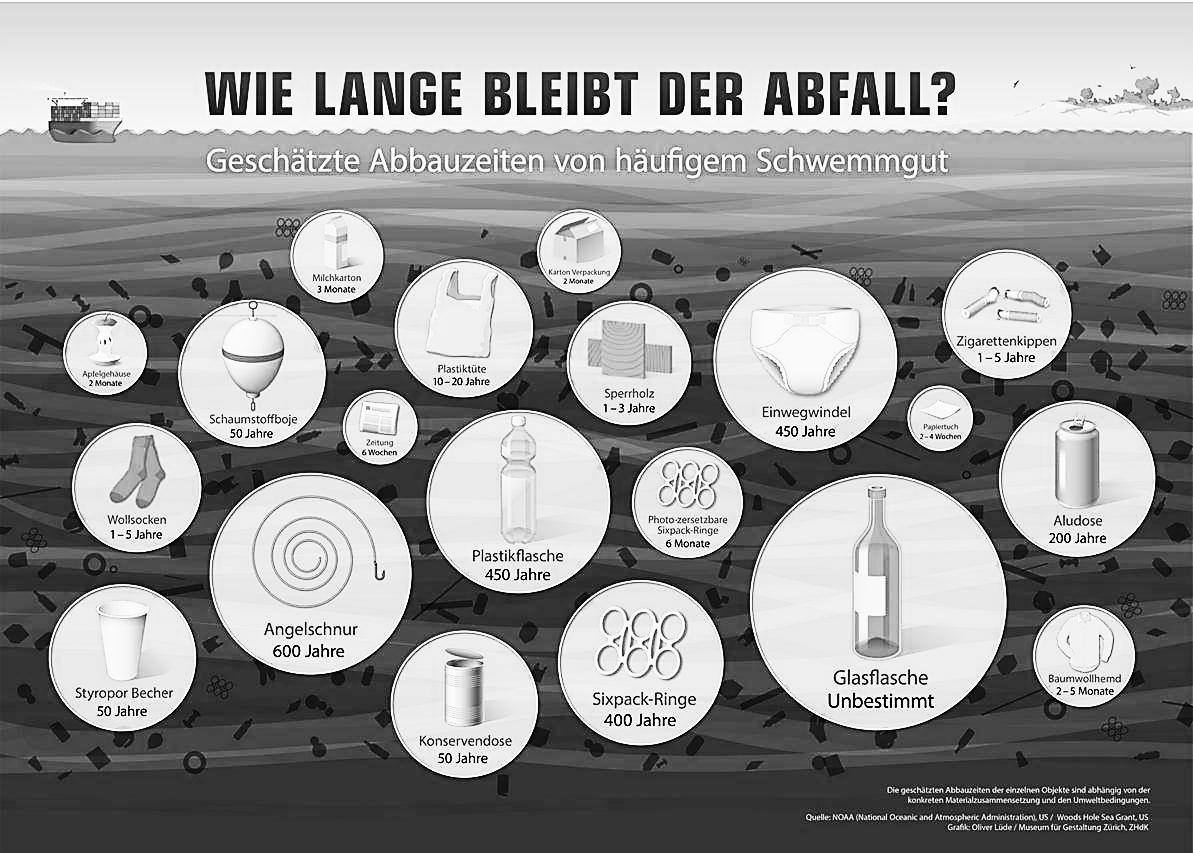 WIE LANGE BLEIBT DER ABFALL?
Geschätzte Abbauzeiten von häufigem Schwemmgut
Milchkarton
3 Monate
Karton Verpackung
2 Monate
Apfelgehäuse
2 Monate
Schaumstoffboje
50 Jahre
Plastiktüte
10 – 20 Jahre
Sperrholz
1 – 3 Jahre
Einwegwindel
450 Jahre
Zigarettenkippen
1 – 5 Jahre
Zeitung
6 Wochen
Papiertuch
2 – 4 Wochen
Wollsocken
1 – 5 Jahre
Plastikflasche
450 Jahre
Photo-zersetzbare
Sixpack-Ringe
6 Monate
Aludose
200 Jahre
Angelschnur
600 Jahre
Styropor Becher
50 Jahre
Konservendose
50 Jahre
Sixpack-Ringe
400 Jahre
Glasflasche
Unbestimmt
Baumwollhemd
2 – 5 Monate
Die geschätzten Abbauzeiten der einzelnen Objekte sind abhängig von der
konkreten Materialzusammensetzung und den Umweltbedingungen.
Quelle: NOAA (National Oceanic and Atmospheric Administration), US / Woods Hole Sea Grant, US
Grafik: Oliver Lüde / Museum für Gestaltung Zürich, ZHdK